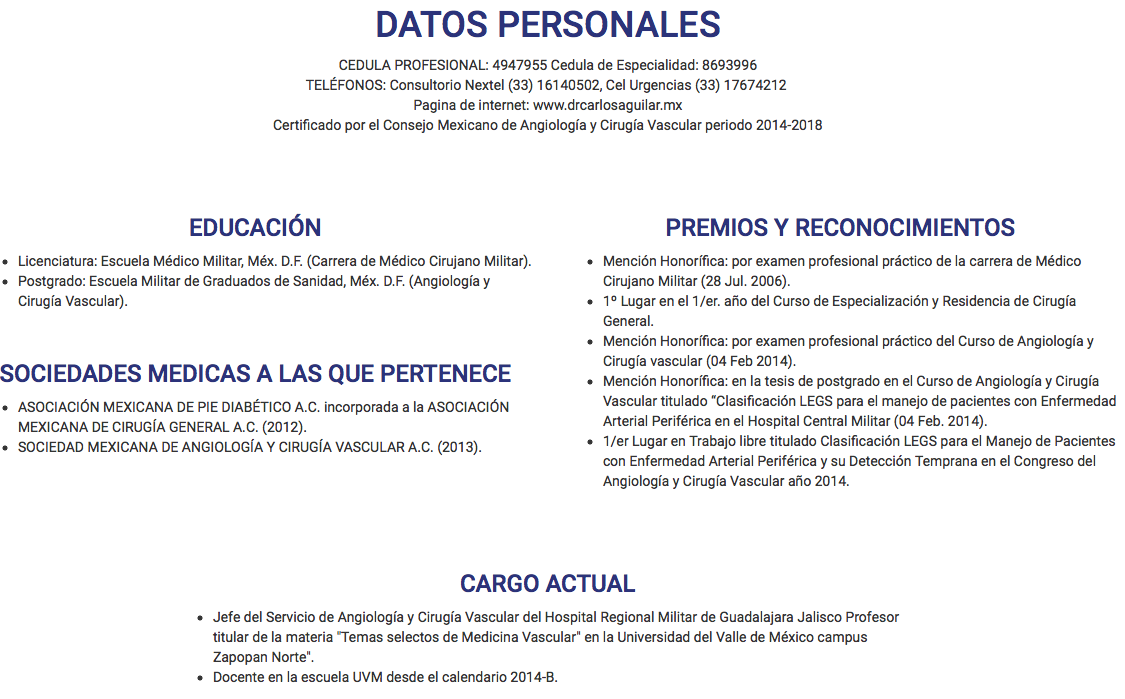 DATOS PERSONALES
CEDULA PROFESIONAL: 4947955 Cedula de Especialidad: 8693996
TELÉFONOS: Consultorio Nextel (33) 16140502, Cel Urgencias (33) 17674212
Pagina de internet: www.drcarlosaguilar.mx
Certificado por el Consejo Mexicano de Angiología y Cirugía Vascular periodo 2014-2018
EDUCACIÓN
• Licenciatura: Escuela Médico Militar, Méx. D.F. (Carrera de Médico Cirujano Militar).
• Postgrado: Escuela Militar de Graduados de Sanidad, Méx. D.F. (Angiología y
Cirugía Vascular).
SOCIEDADES MEDICAS A LAS QUE PERTENECE
• ASOCIACIÓN MEXICANA DE PIE DIABÉTICO A.C. incorporada a la ASOCIACIÓN
MEXICANA DE CIRUGÍA GENERAL A.C. (2012).
• SOCIEDAD MEXICANA DE ANGIOLOGÍA Y CIRUGÍA VASCULAR A.C. (2013).
PREMIOS Y RECONOCIMIENTOS
• Mención Honorífica: por examen profesional práctico de la carrera de Médico
Cirujano Militar (28 Jul. 2006).
• 1º Lugar en el 1/er. año del Curso de Especialización y Residencia de Cirugía
General.
• Mención Honorífica: por examen profesional práctico del Curso de Angiología y
Cirugía vascular (04 Feb 2014).
• Mención Honorífica: en la tesis de postgrado en el Curso de Angiología y Cirugía
Vascular titulado “Clasificación LEGS para el manejo de pacientes con Enfermedad
Arterial Periférica en el Hospital Central Militar (04 Feb. 2014).
• 1/er Lugar en Trabajo libre titulado Clasificación LEGS para el Manejo de Pacientes
con Enfermedad Arterial Periférica y su Detección Temprana en el Congreso del
Angiología y Cirugía Vascular año 2014.
CARGO ACTUAL
• Jefe del Servicio de Angiología y Cirugía Vascular del Hospital Regional Militar de Guadalajara Jalisco Profesor
titular de la materia "Temas selectos de Medicina Vascular" en la Universidad del Valle de México campus
Zapopan Norte".
• Docente en la escuela UVM desde el calendario 2014-B.